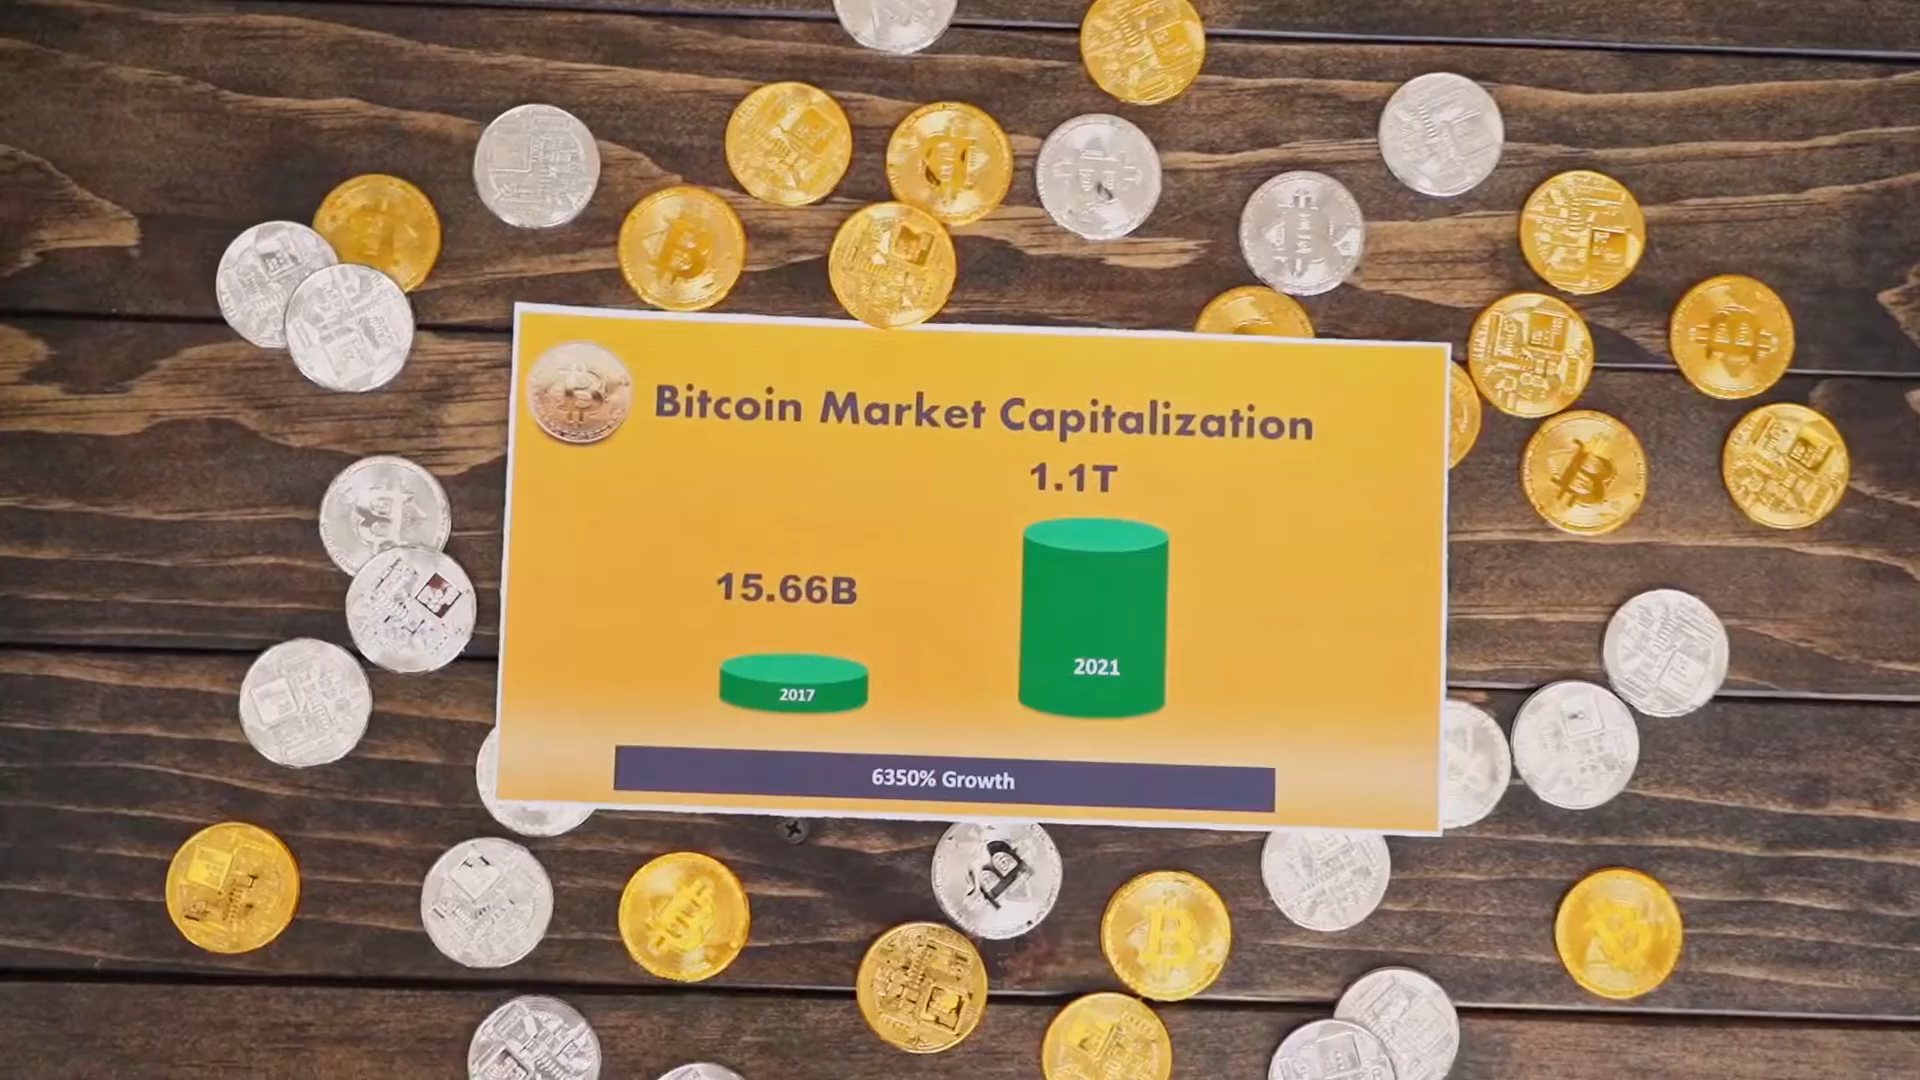 Bitcoin Market Capitalization
1.1T
15.66B
2017
2021
6350% Growth